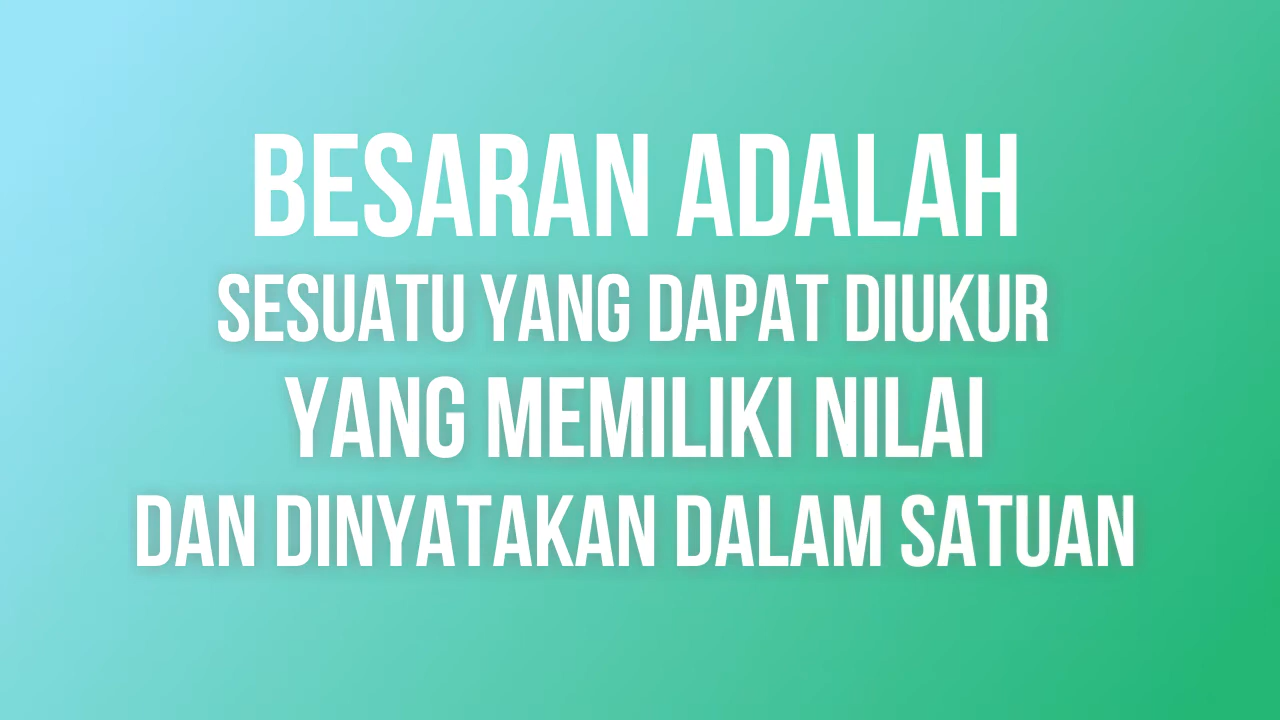 BESARAN ADALAH
SESUATU YANG DAPAT DIUKUR
YANG MEMILIKI NILAI
DAN DINYATAKAN DALAM SATUAN